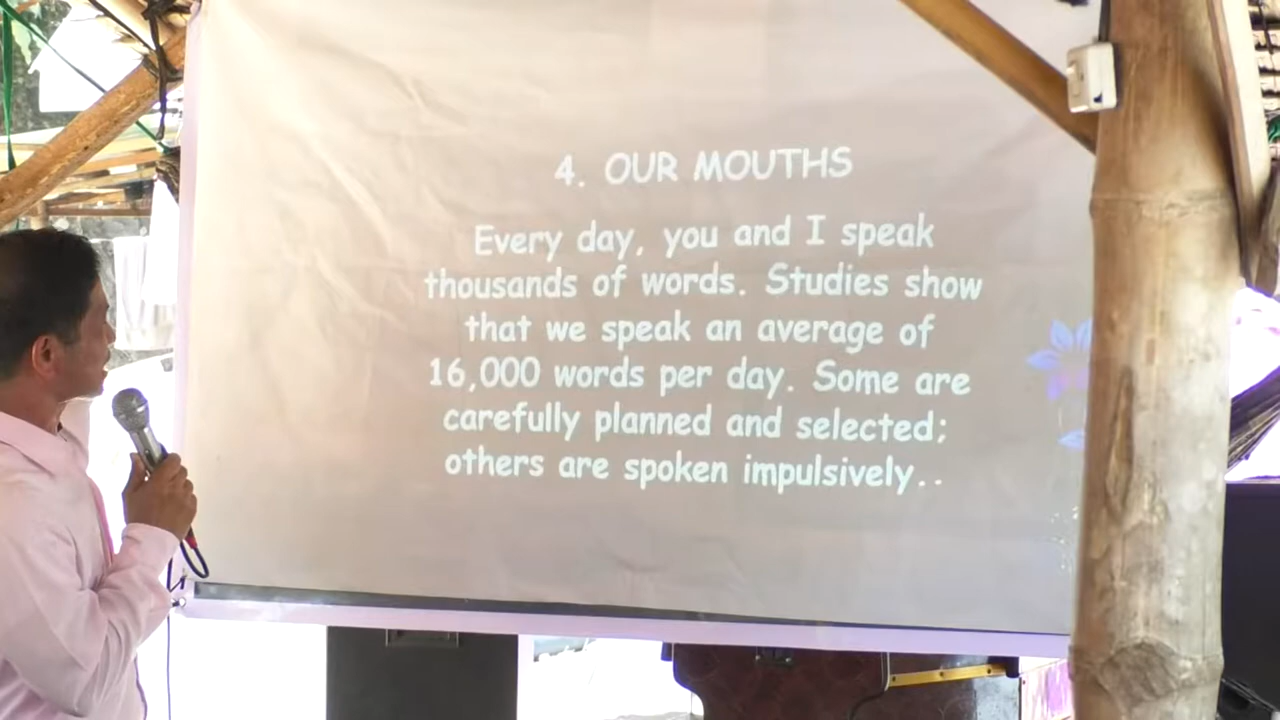 4. OUR MOUTHS
Every day, you and I speak
thousands of words. Studies show
that we speak an average of
16,000 words per day. Some are
carefully planned and selected;
others are spoken impulsively..